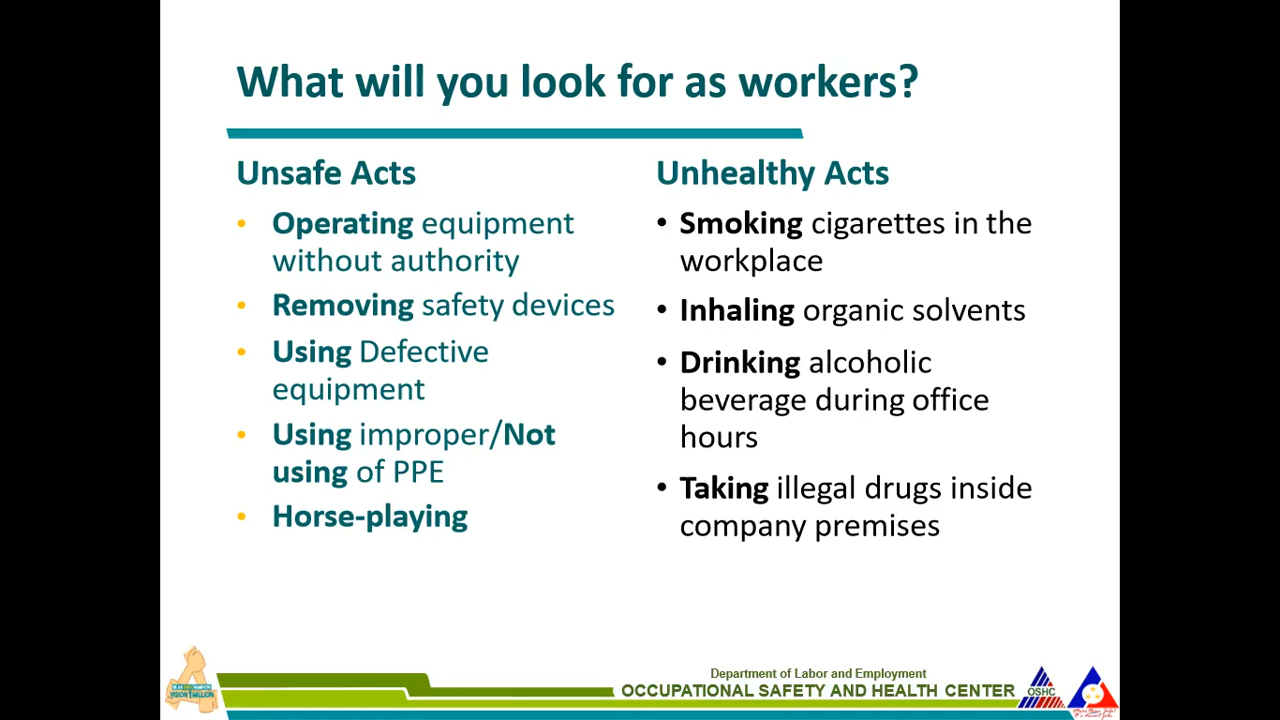 What will you look for as workers?
Unsafe Acts
• Operating equipment
without authority
• Removing safety devices
• Using Defective
equipment
• Using improper/Not
using of PPE
• Horse-playing
Unhealthy Acts
• Smoking cigarettes in the
workplace
• Inhaling organic solvents
• Drinking alcoholic
beverage during office
hours
• Taking illegal drugs inside
company premises
VISION 1 MILLION
Department of Labor and Employment
OCCUPATIONAL SAFETY AND HEALTH CENTER
OSHC